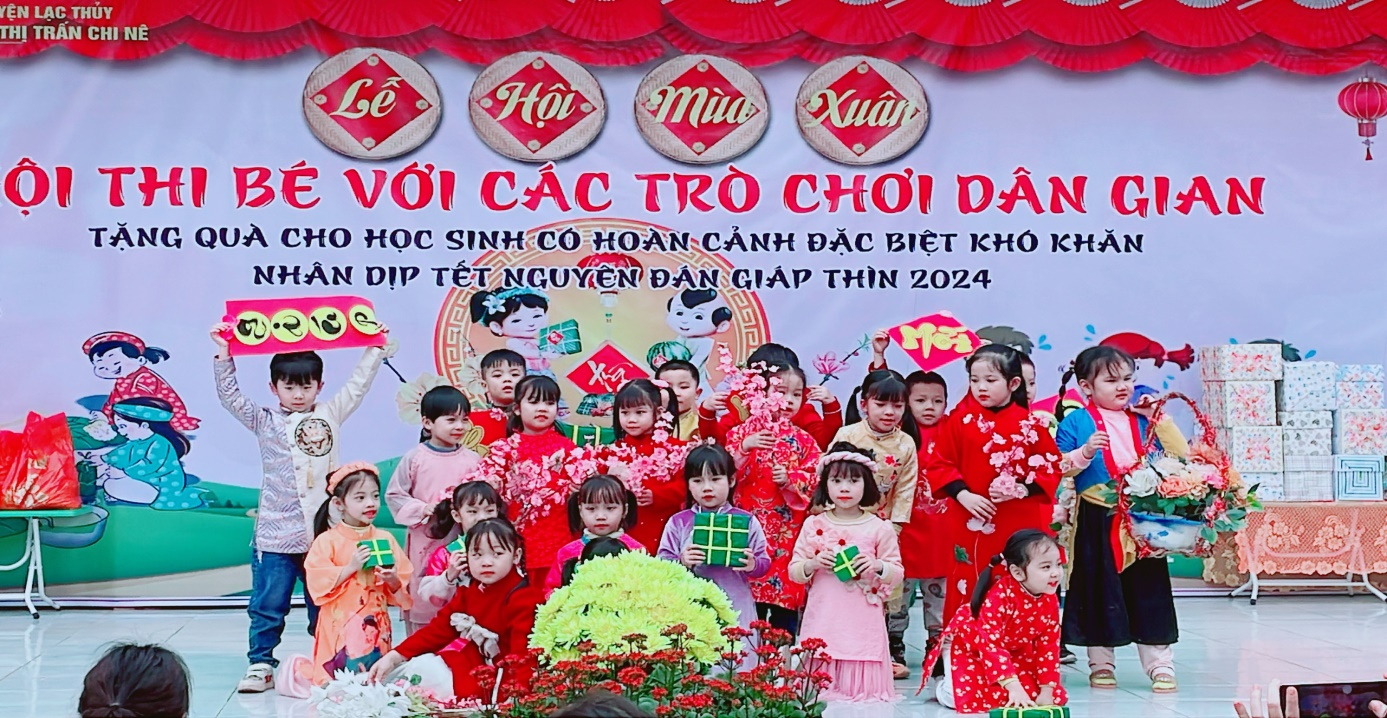 YỆN LẠC THỦY
THỊ TRẤN CHI NÊ
Lễ Hội Mùa Xuân
ỘI THI BÉ VỚI CÁC TRÒ CHƠI DÂN GIAN
TẶNG QUÀ CHO HỌC SINH CÓ HOÀN CẢNH ĐẶC BIỆT KHÓ KHĂN
NHÂN DỊP TẾT NGUYÊN ĐÁN GIÁP THÌN 2024
Mới